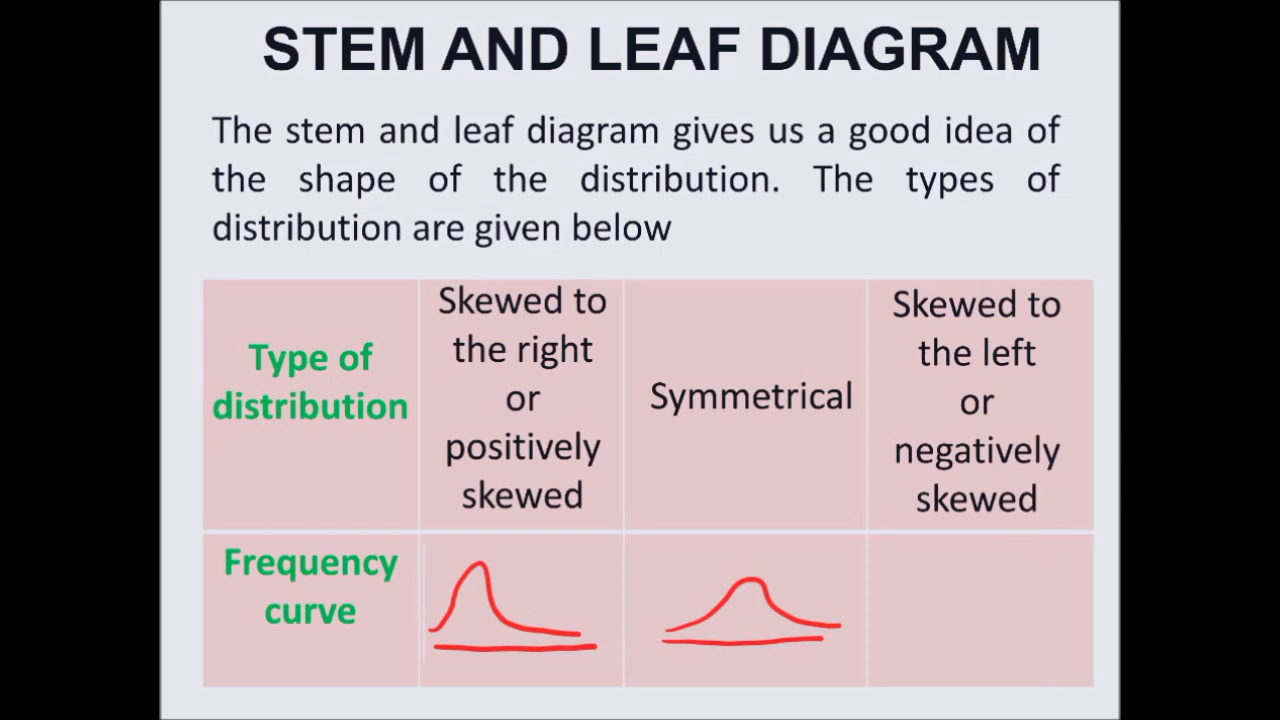 STEM AND LEAF DIAGRAM
The stem and leaf diagram gives us a good idea of
the shape of the distribution. The types of
distribution are given below
Type of
distribution
Skewed to
the right
or
positively
skewed
Symmetrical
Skewed to
the left
or
negatively
skewed
Frequency
curve